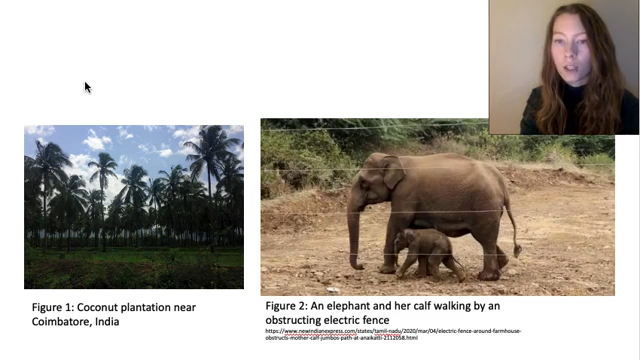 Figure 1: Coconut plantation near
Coimbatore, India
Figure 2: An elephant and her calf walking by an
obstructing electric fence
https://www.newindianexpress.com/states/tamil-nadu/2020/mar/04/electric-fence-around-farmhouse-
obstructs-mother-calf-jumbos-path-at-anaikatti-2112058.html